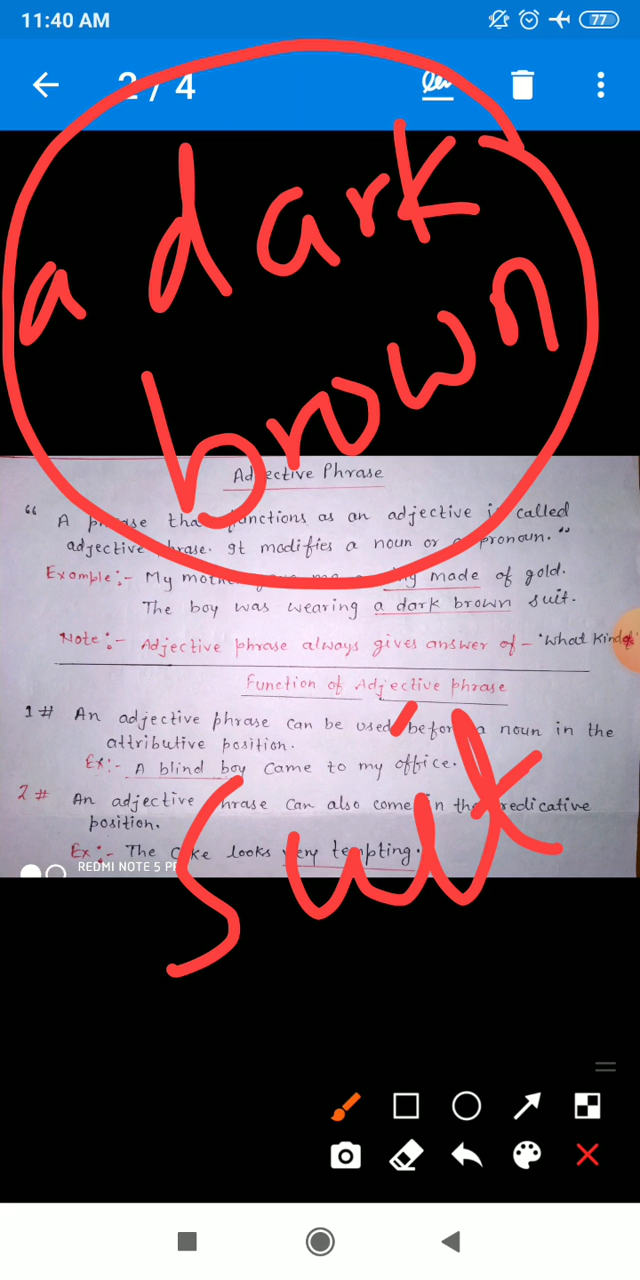 11:40 AM
77
2 / 4
a dark
brown
Adjective Phrase
“ A phrase tha functions as an adjective is called
adjective phrase. It modifies a noun or a pronoun.”
Example:- My moth made of gold.
The boy was wearing a dark brown suit.
Note:- Adjective phrase always gives answer of - 'What Kind of'
Function of Adjective phrase
1# An adjective phrase can be used before a noun in the
attributive position.
Ex:- A blind boy came to my office.
2# An adjective phrase can also come in the predicative
position.
Ex:- The Cake looks very tempting.
REDMI NOTE 5 PR
suit